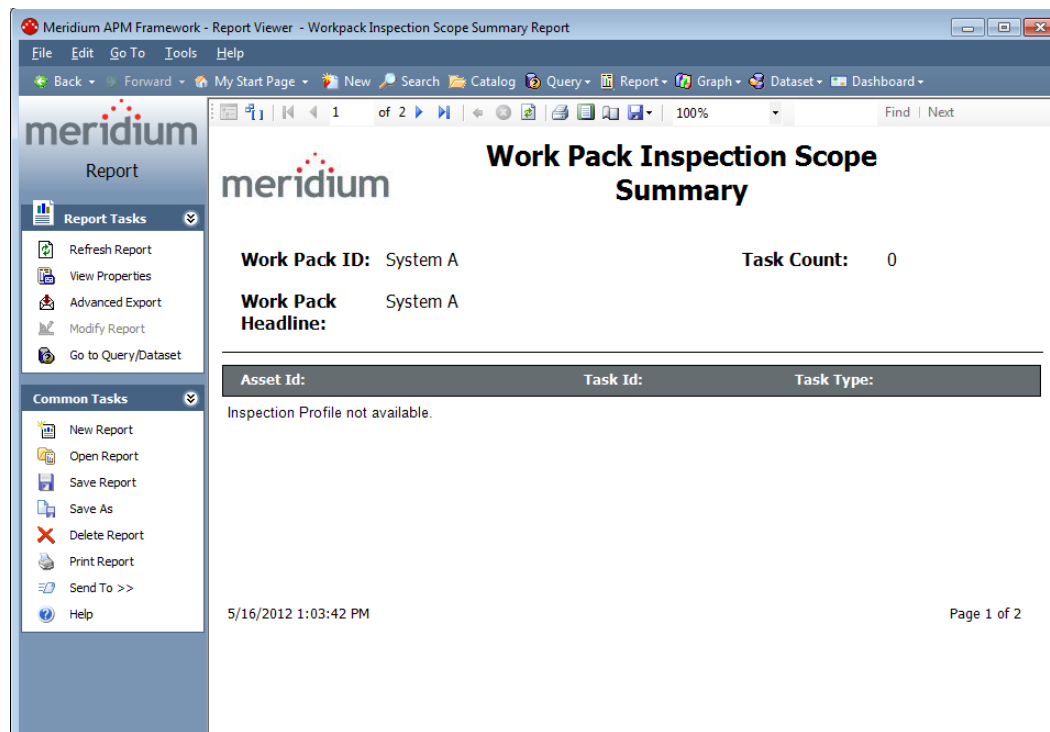 Meridium APM Framework - Report Viewer - Workpack Inspection Scope Summary Report
File Edit Go To Tools Help
Back Forward My Start Page New Search Catalog Query Report Graph Dataset Dashboard
1 of 2 100% Find | Next
meridium
Report
Report Tasks
Refresh Report
View Properties
Advanced Export
Modify Report
Go to Query/Dataset
Common Tasks
New Report
Open Report
Save Report
Save As
Delete Report
Print Report
Send To >>
Help
meridium
Work Pack Inspection Scope
Summary
Work Pack ID: System A Task Count: 0
Work Pack System A
Headline:
Asset Id: Task Id: Task Type:
Inspection Profile not available.
5/16/2012 1:03:42 PM Page 1 of 2